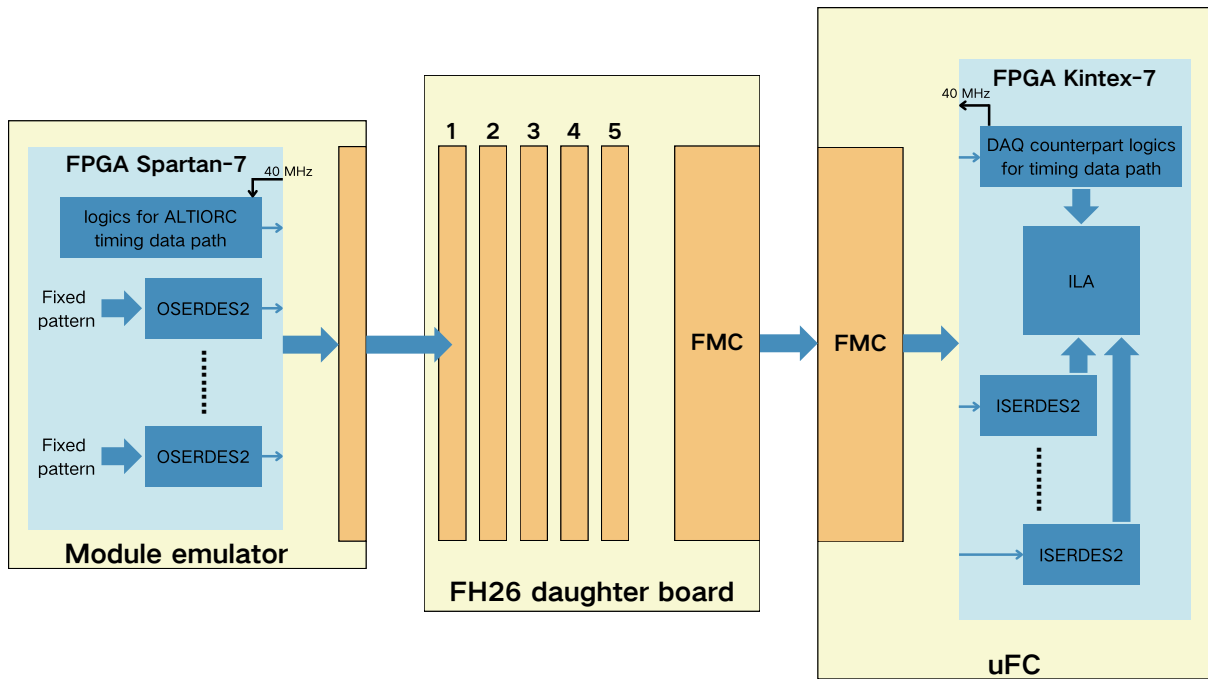 FPGA Spartan-7
40 MHz
logics for ALTIORC
timing data path
Fixed
pattern
OSERDES2
Fixed
pattern
OSERDES2
Module emulator
1 2 3 4 5
FMC
FH26 daughter board
FMC
FPGA Kintex-7
40 MHz
DAQ counterpart logics
for timing data path
ILA
ISERDES2
ISERDES2
uFC